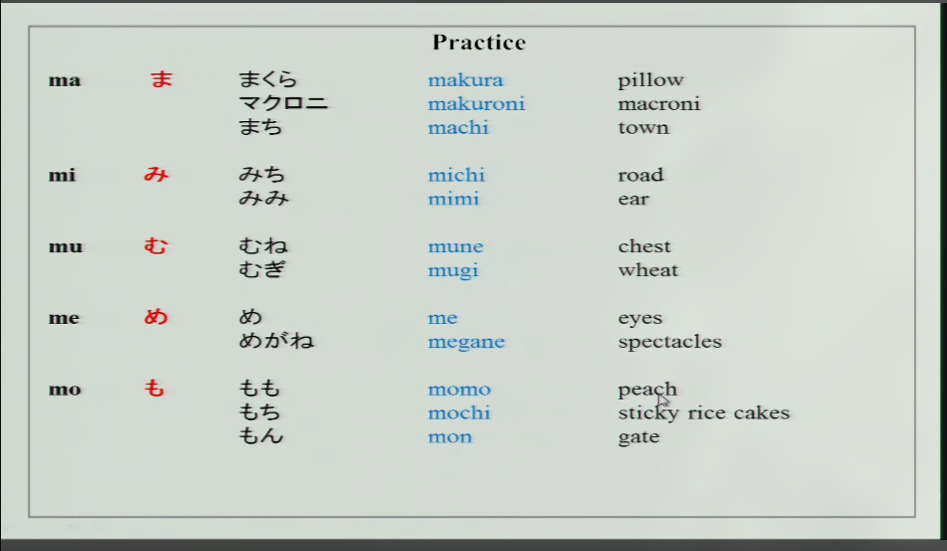 Practice
ma ま まくら makura pillow
マクロニ makuroni macroni
まち machi town
mi み みち michi road
みみ mimi ear
mu む むね mune chest
むぎ mugi wheat
me め め me eyes
めがね megane spectacles
mo も もも momo peach
もち mochi sticky rice cakes
もん mon gate